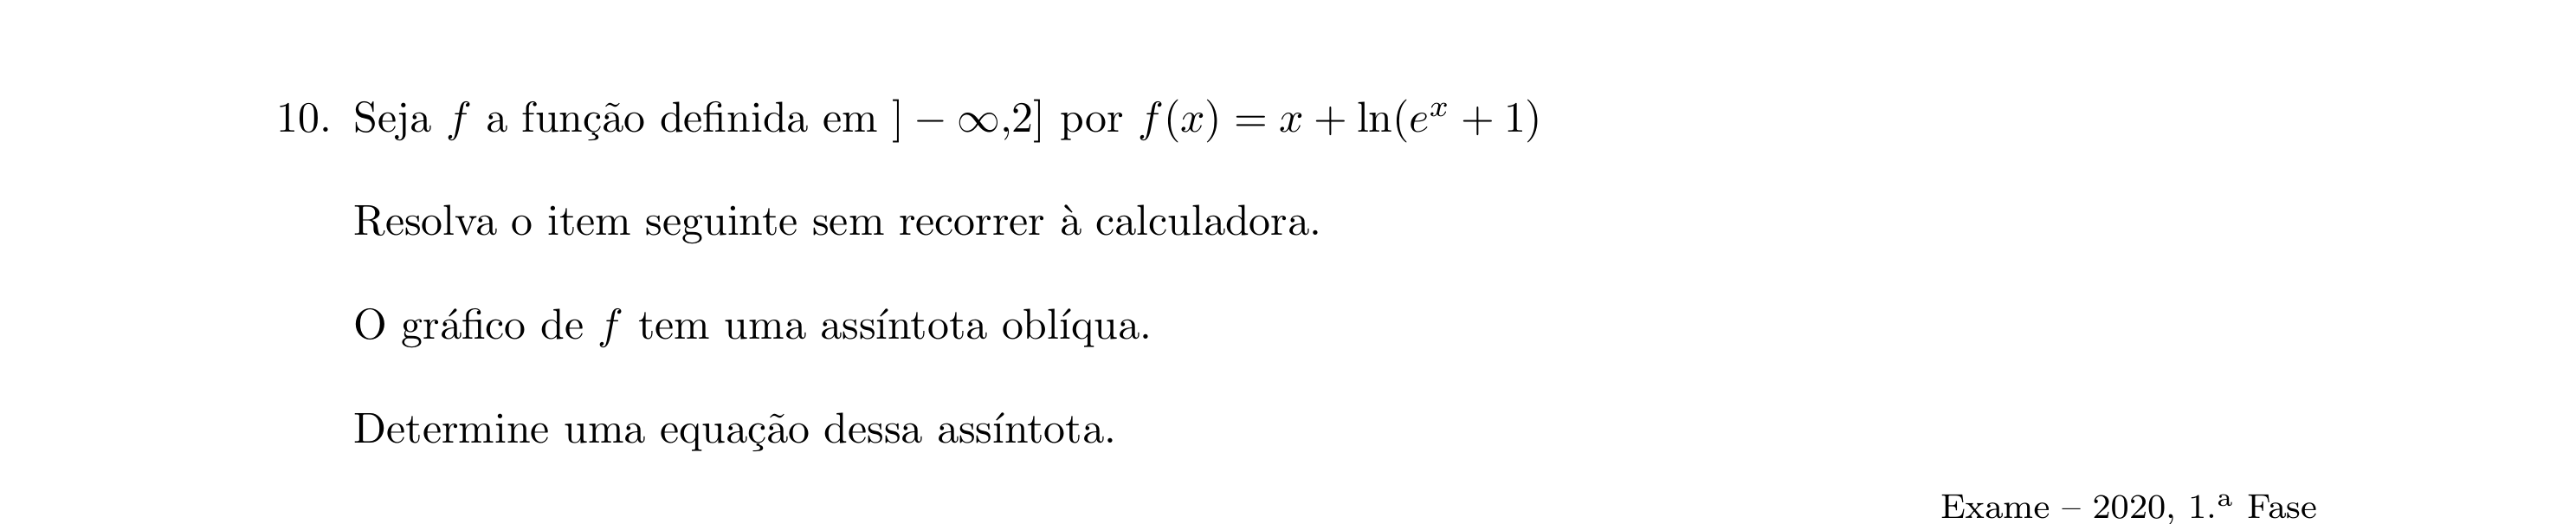 10. Seja f a função definida em ]−∞,2] por f(x) = x + ln(eˣ + 1)
Resolva o item seguinte sem recorrer à calculadora.
O gráfico de f tem uma assíntota oblíqua.
Determine uma equação dessa assíntota.
Exame – 2020, 1.ª Fase